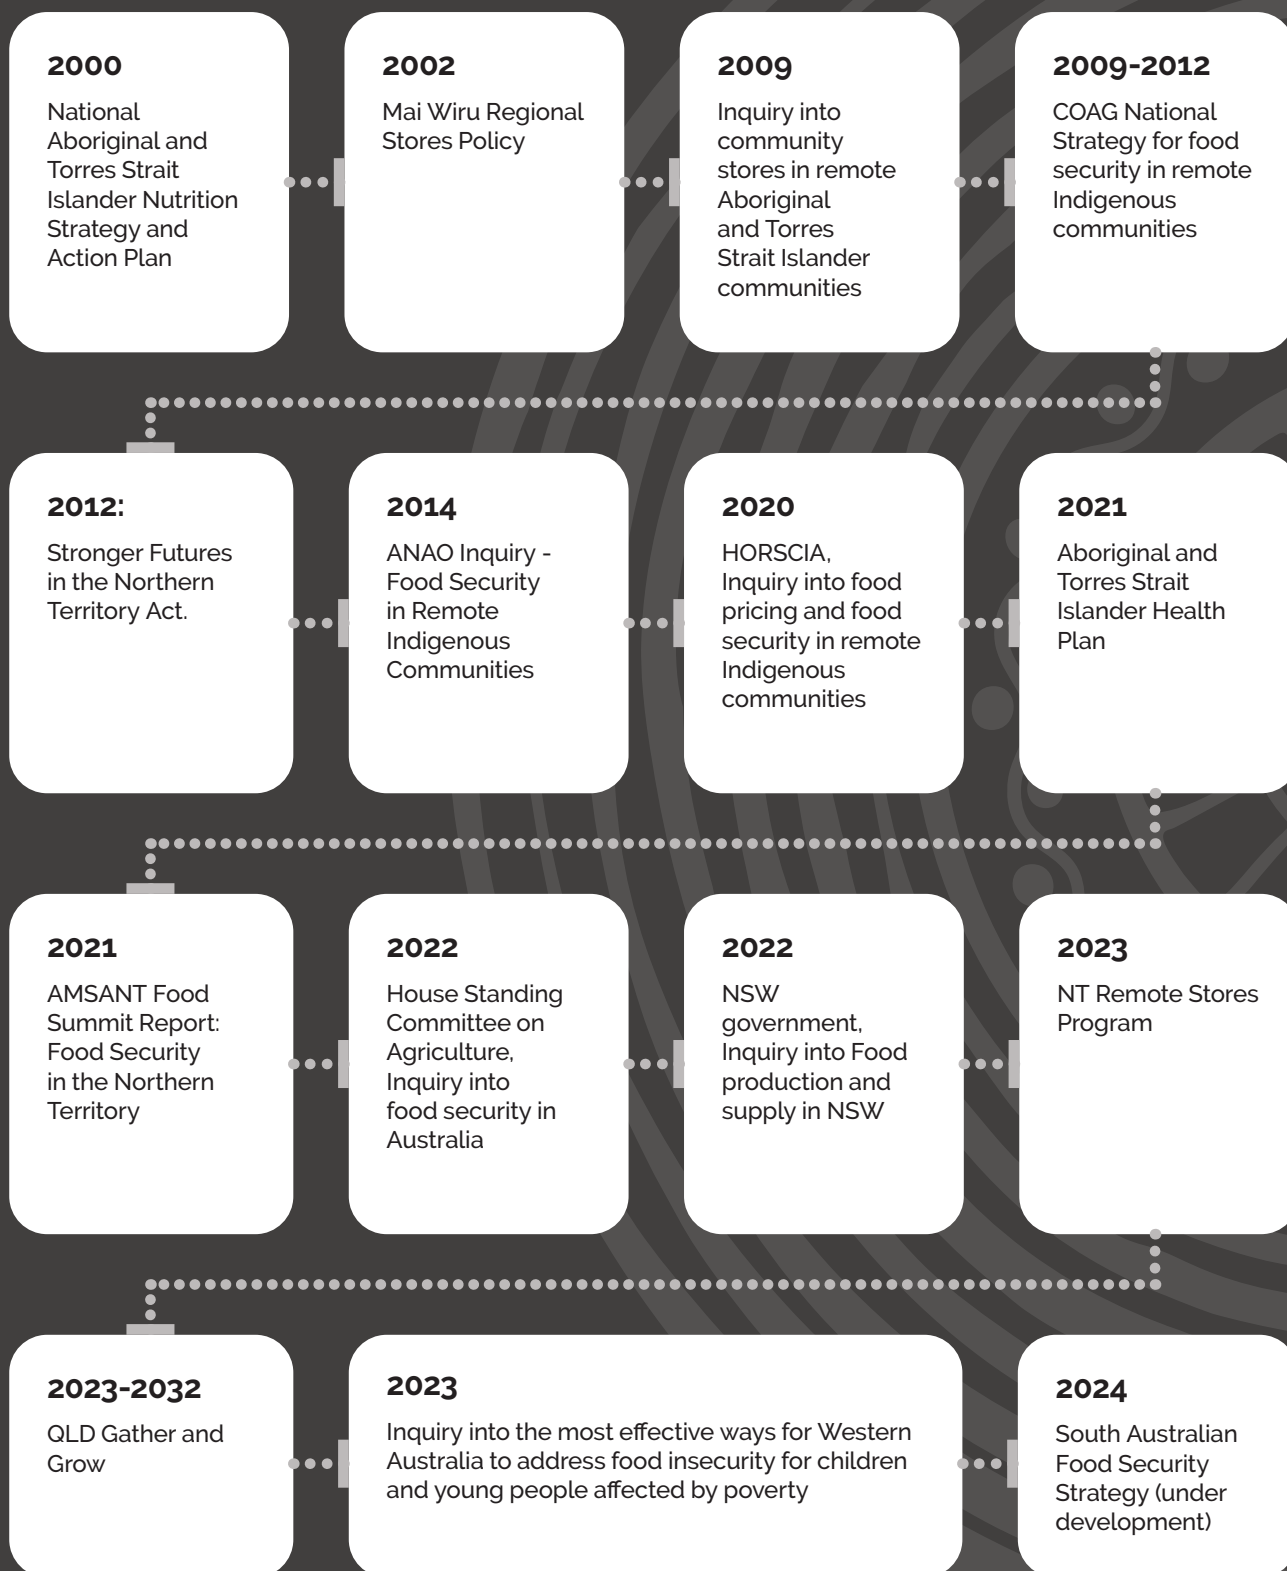 2000
National
Aboriginal and
Torres Strait
Islander Nutrition
Strategy and
Action Plan
2002
Mai Wiru Regional
Stores Policy
2009
Inquiry into
community
stores in remote
Aboriginal
and Torres
Strait Islander
communities
2009-2012
COAG National
Strategy for food
security in remote
Indigenous
communities
2012:
Stronger Futures
in the Northern
Territory Act.
2014
ANAO Inquiry -
Food Security
in Remote
Indigenous
Communities
2020
HORSCIA,
Inquiry into food
pricing and food
security in remote
Indigenous
communities
2021
Aboriginal and
Torres Strait
Islander Health
Plan
2021
AMSANT Food
Summit Report:
Food Security
in the Northern
Territory
2022
House Standing
Committee on
Agriculture,
Inquiry into
food security in
Australia
2022
NSW
government,
Inquiry into Food
production and
supply in NSW
2023
NT Remote Stores
Program
2023-2032
QLD Gather and
Grow
2023
Inquiry into the most effective ways for Western
Australia to address food insecurity for children
and young people affected by poverty
2024
South Australian
Food Security
Strategy (under
development)